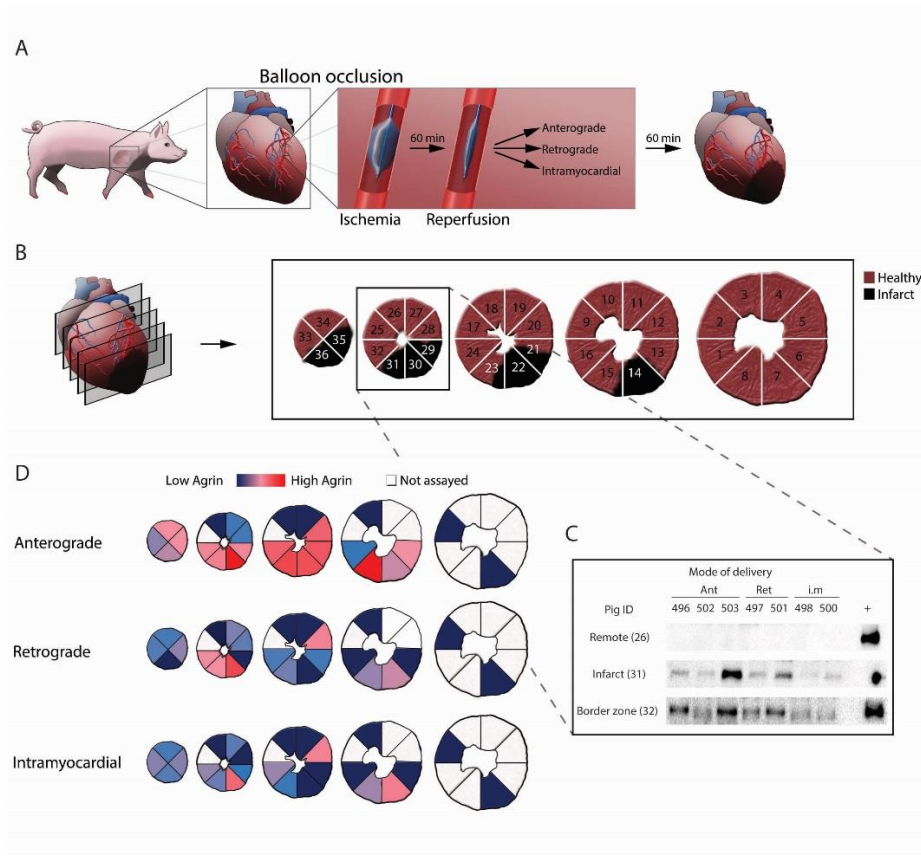 A
Balloon occlusion
60 min
Anterograde
Retrograde
Intramyocardial
60 min
Ischemia Reperfusion
B
Healthy
Infarct
34 33 35 36
26 27 25 28 32 29 31 30
18 19 17 20 24 21 23 22
10 11 9 12 16 13 15 14
3 4 2 5 1 6 8 7
D
Low Agrin High Agrin Not assayed
Anterograde
Retrograde
Intramyocardial
C
Mode of delivery
Ant Ret i.m
Pig ID 496 502 503 497 501 498 500 +
Remote (26)
Infarct (31)
Border zone (32)